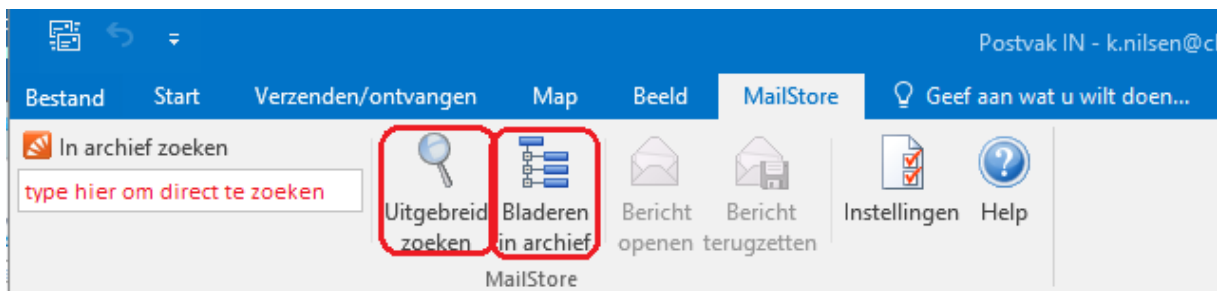 Postvak IN - k.nilsen@c
Bestand Start Verzenden/ontvangen Map Beeld MailStore Geef aan wat u wilt doen...
In archief zoeken
type hier om direct te zoeken
Uitgebreid zoeken
Bladeren in archief
Bericht openen
Bericht terugzetten
Instellingen
Help
MailStore